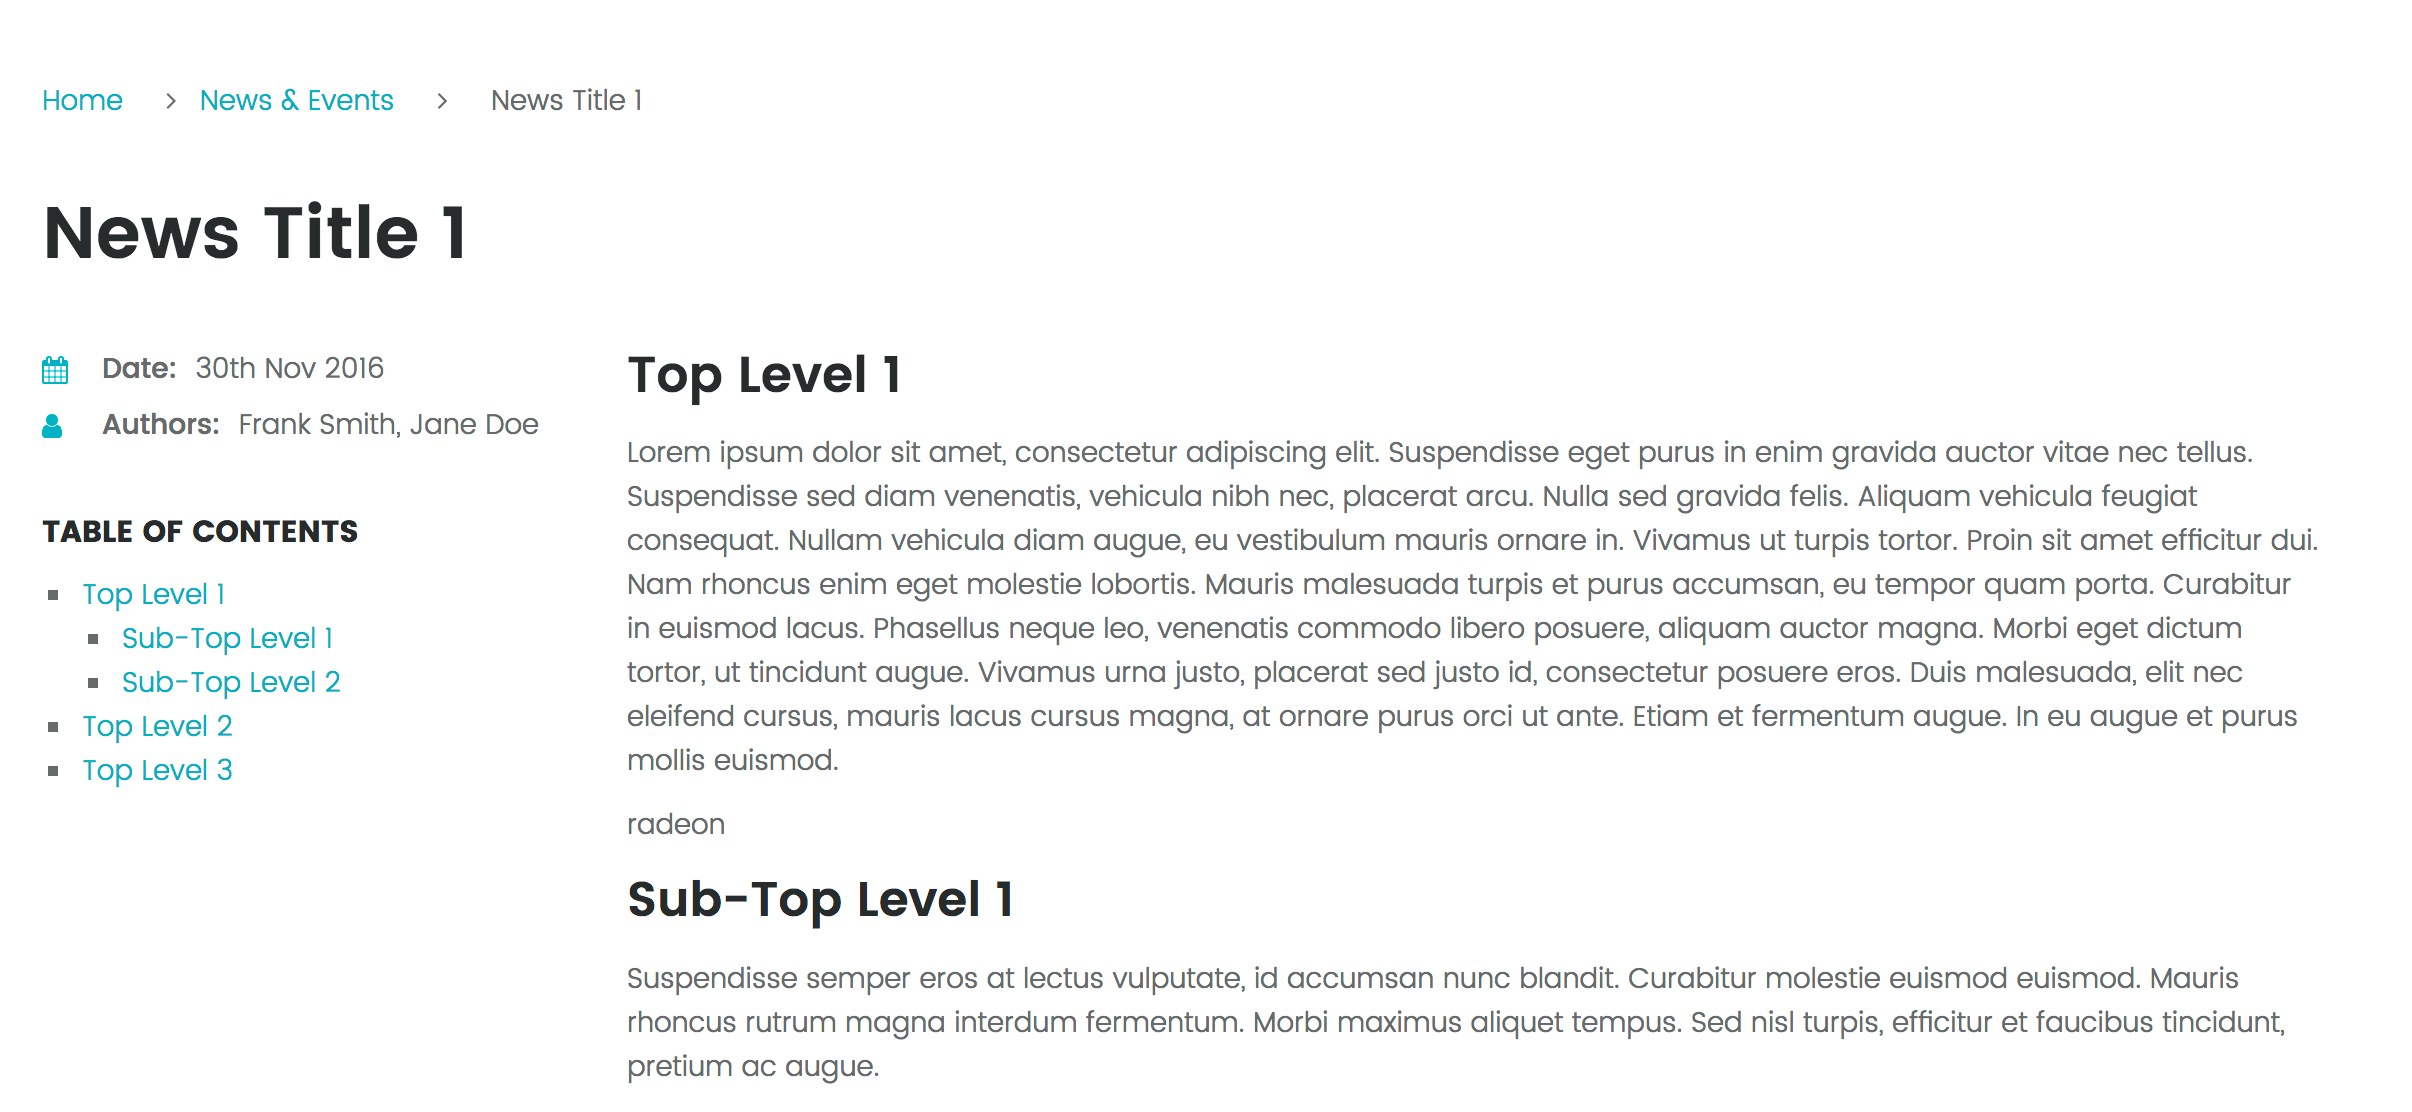 Home > News & Events > News Title 1
News Title 1
Date: 30th Nov 2016
Authors: Frank Smith, Jane Doe
TABLE OF CONTENTS
Top Level 1
Sub-Top Level 1
Sub-Top Level 2
Top Level 2
Top Level 3
Top Level 1
Lorem ipsum dolor sit amet, consectetur adipiscing elit. Suspendisse eget purus in enim gravida auctor vitae nec tellus.
Suspendisse sed diam venenatis, vehicula nibh nec, placerat arcu. Nulla sed gravida felis. Aliquam vehicula feugiat
consequat. Nullam vehicula diam augue, eu vestibulum mauris ornare in. Vivamus ut turpis tortor. Proin sit amet efficitur dui.
Nam rhoncus enim eget molestie lobortis. Mauris malesuada turpis et purus accumsan, eu tempor quam porta. Curabitur
in euismod lacus. Phasellus neque leo, venenatis commodo libero posuere, aliquam auctor magna. Morbi eget dictum
tortor, ut tincidunt augue. Vivamus urna justo, placerat sed justo id, consectetur posuere eros. Duis malesuada, elit nec
eleifend cursus, mauris lacus cursus magna, at ornare purus orci ut ante. Etiam et fermentum augue. In eu augue et purus
mollis euismod.
radeon
Sub-Top Level 1
Suspendisse semper eros at lectus vulputate, id accumsan nunc blandit. Curabitur molestie euismod euismod. Mauris
rhoncus rutrum magna interdum fermentum. Morbi maximus aliquet tempus. Sed nisl turpis, efficitur et faucibus tincidunt,
pretium ac augue.